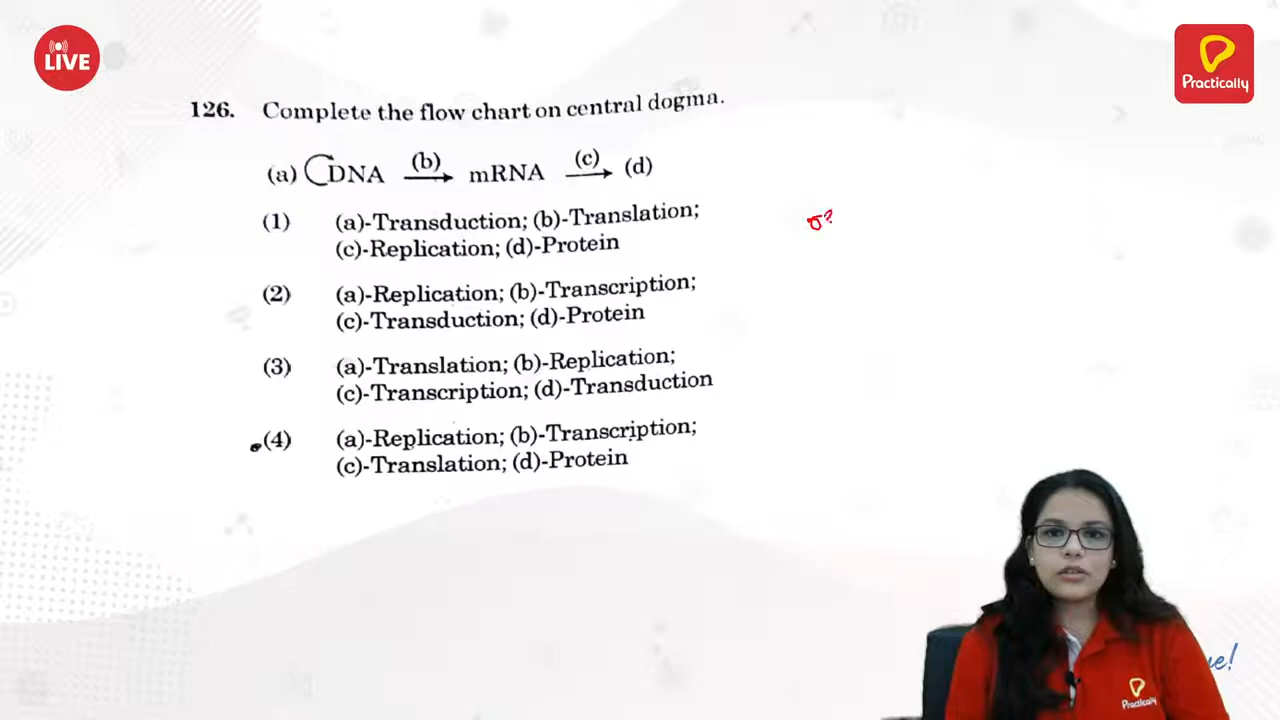 LIVE
Practically
126. Complete the flow chart on central dogma.
(a) DNA (b) mRNA (c) (d)
(1) (a)-Transduction; (b)-Translation;
(c)-Replication; (d)-Protein
(2) (a)-Replication; (b)-Transcription;
(c)-Transduction; (d)-Protein
(3) (a)-Translation; (b)-Replication;
(c)-Transcription; (d)-Transduction
(4) (a)-Replication; (b)-Transcription;
(c)-Translation; (d)-Protein
Practically